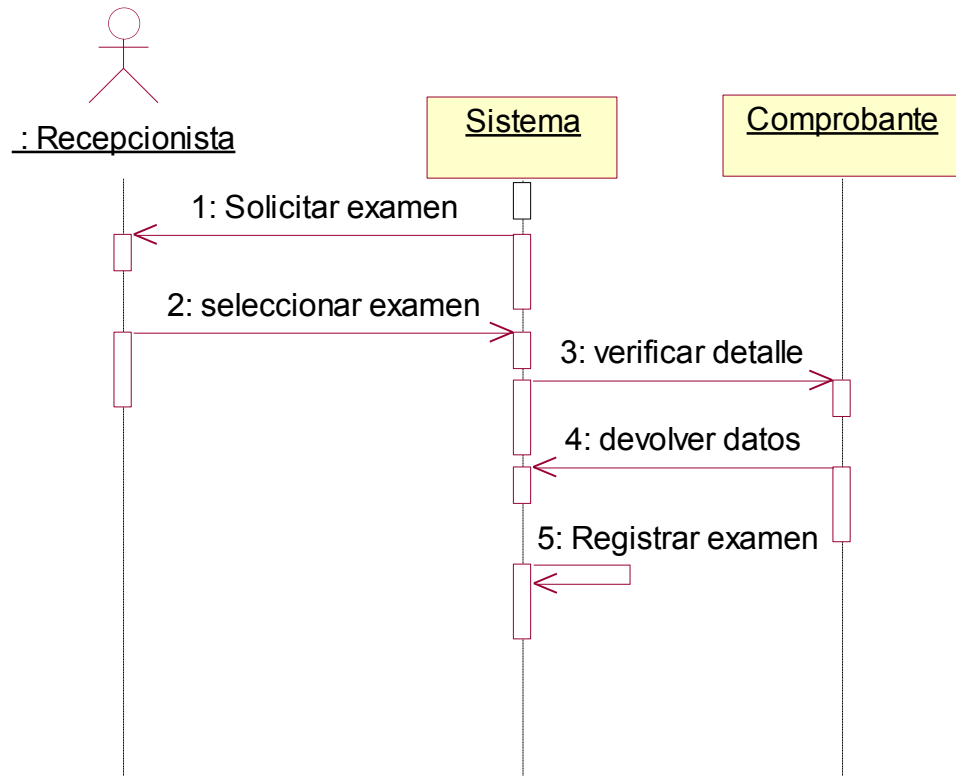 : Recepcionista
Sistema
Comprobante
1: Solicitar examen
2: seleccionar examen
3: verificar detalle
4: devolver datos
5: Registrar examen